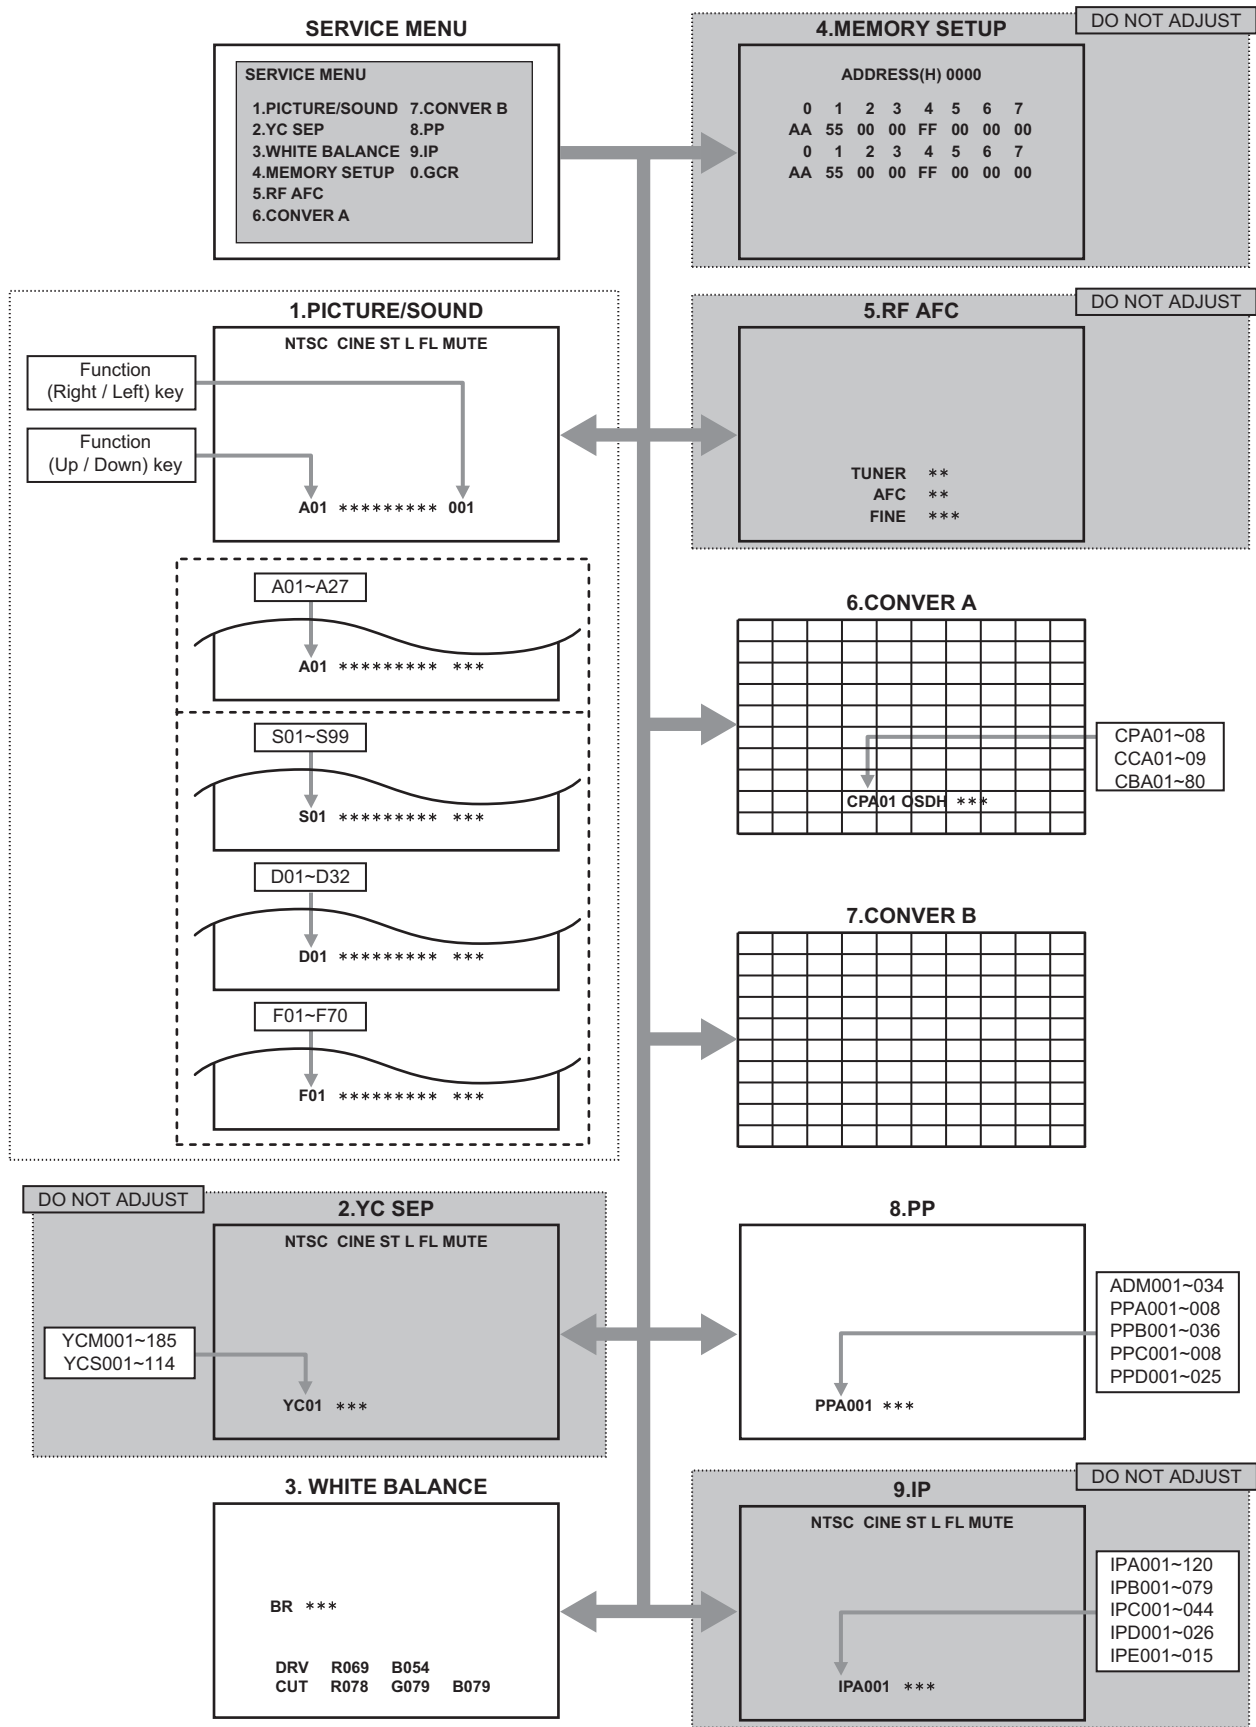 SERVICE MENU
SERVICE MENU
1.PICTURE/SOUND 7.CONVER B
2.YC SEP 8.PP
3.WHITE BALANCE 9.IP
4.MEMORY SETUP 0.GCR
5.RF AFC
6.CONVER A
DO NOT ADJUST
4.MEMORY SETUP
ADDRESS(H) 0000
0 1 2 3 4 5 6 7
AA 55 00 00 FF 00 00 00
0 1 2 3 4 5 6 7
AA 55 00 00 FF 00 00 00
1.PICTURE/SOUND
NTSC CINE ST L FL MUTE
Function
(Right / Left) key
Function
(Up / Down) key
A01 ********* 001
A01~A27
A01 ********* ***
S01~S99
S01 ********* ***
D01~D32
D01 ********* ***
F01~F70
F01 ********* ***
DO NOT ADJUST
5.RF AFC
TUNER **
AFC **
FINE ***
6.CONVER A
CPA01~08
CCA01~09
CBA01~80
CPA01 OSDH ***
7.CONVER B
DO NOT ADJUST
2.YC SEP
NTSC CINE ST L FL MUTE
YCM001~185
YCS001~114
YC01 ***
8.PP
ADM001~034
PPA001~008
PPB001~036
PPC001~008
PPD001~025
PPA001 ***
3. WHITE BALANCE
BR ***
DRV R069 B054
CUT R078 G079 B079
DO NOT ADJUST
9.IP
NTSC CINE ST L FL MUTE
IPA001~120
IPB001~079
IPC001~044
IPD001~026
IPE001~015
IPA001 ***